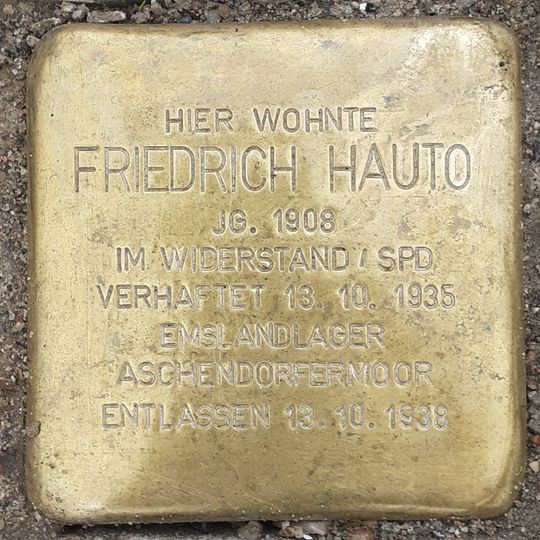 HIER WOHNTE
FRIEDRICH HAUTO
JG. 1908
IM WIDERSTAND / SPD
VERHAFTET 13. 10. 1935
EMSLANDLAGER
ASCHENDORFERMOOR
ENTLASSEN 13. 10. 1938